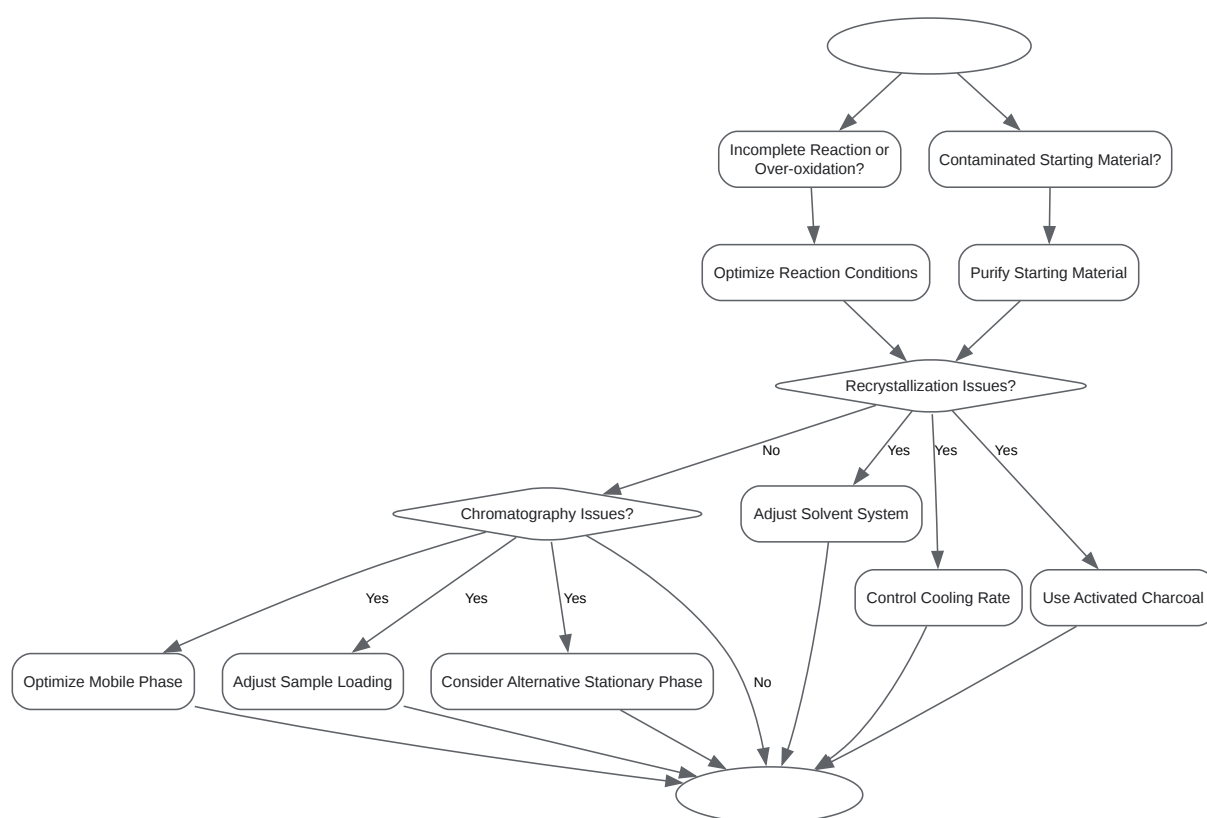 Incomplete Reaction or
Over-oxidation?
Contaminated Starting Material?
Optimize Reaction Conditions
Purify Starting Material
Recrystallization Issues?
No
Yes
Yes
Yes
Chromatography Issues?
Adjust Solvent System
Yes
Yes
Yes
Control Cooling Rate
Use Activated Charcoal
Optimize Mobile Phase
Adjust Sample Loading
Consider Alternative Stationary Phase
No